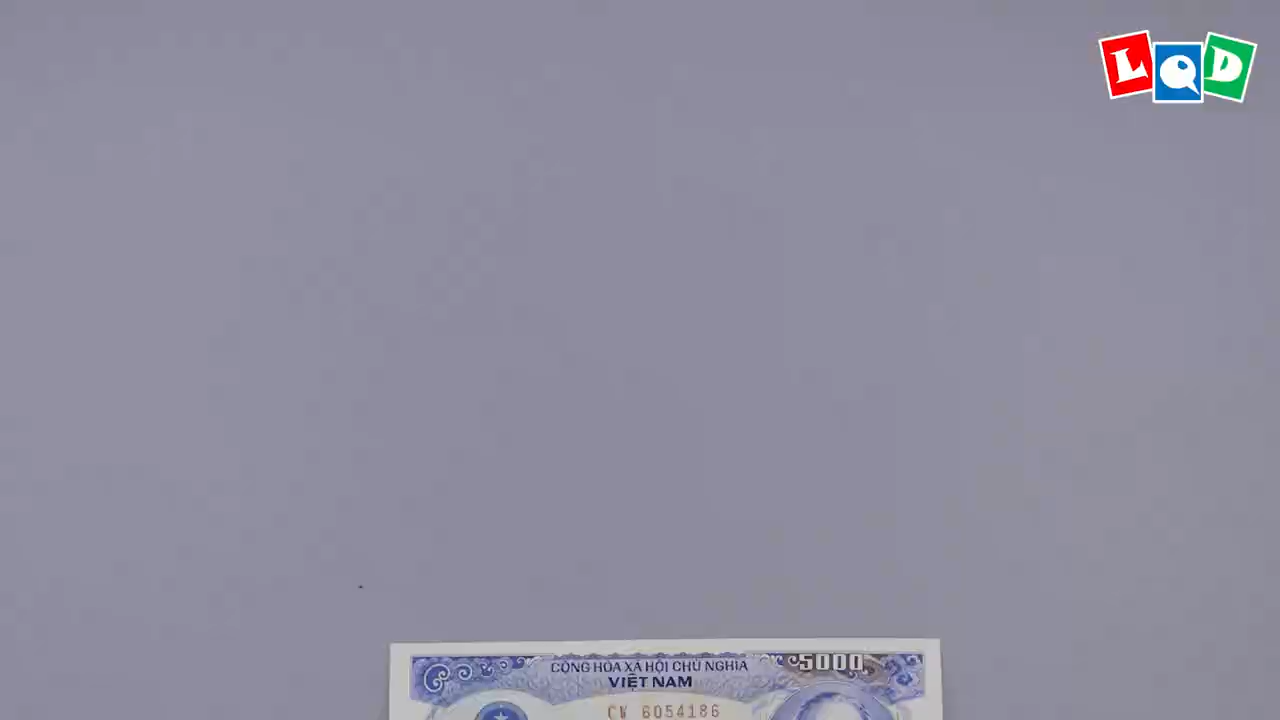 LQD
CỘNG HÒA XÃ HỘI CHỦ NGHĨA
VIỆT NAM
5000
CW 6054186